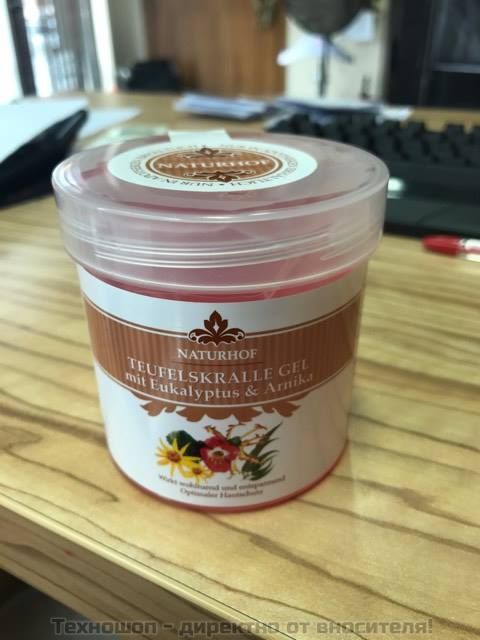 NATURHOF
NATURHOF
TEUFELSKRALLE GEL
mit Eukalyptus & Arnika
Wirkt wohltuend und entspannend
Optimaler Hautschutz
Техношоп - директно от вносителя!